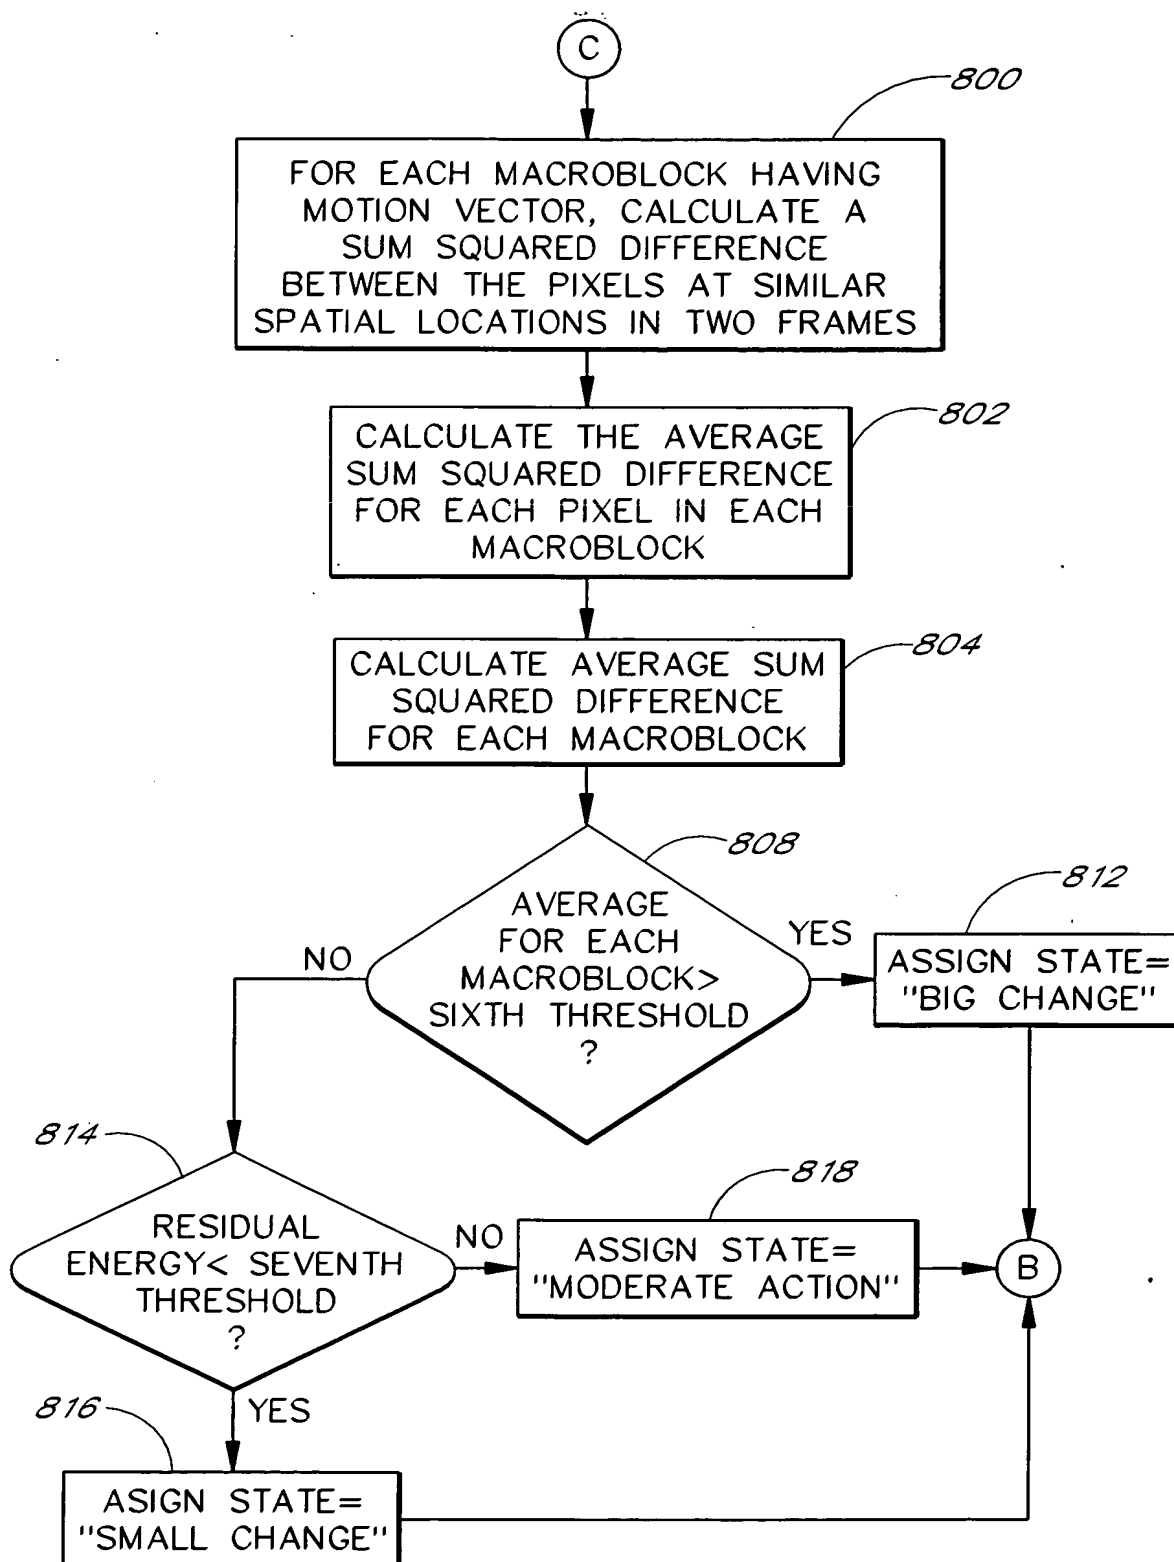 C
800
FOR EACH MACROBLOCK HAVING
MOTION VECTOR, CALCULATE A
SUM SQUARED DIFFERENCE
BETWEEN THE PIXELS AT SIMILAR
SPATIAL LOCATIONS IN TWO FRAMES
802
CALCULATE THE AVERAGE
SUM SQUARED DIFFERENCE
FOR EACH PIXEL IN EACH
MACROBLOCK
804
CALCULATE AVERAGE SUM
SQUARED DIFFERENCE
FOR EACH MACROBLOCK
808
AVERAGE
FOR EACH
MACROBLOCK>
SIXTH THRESHOLD
?
NO
YES
812
ASSIGN STATE=
"BIG CHANGE"
814
RESIDUAL
ENERGY< SEVENTH
THRESHOLD
?
NO
818
ASSIGN STATE=
"MODERATE ACTION"
B
YES
816
ASIGN STATE=
"SMALL CHANGE"